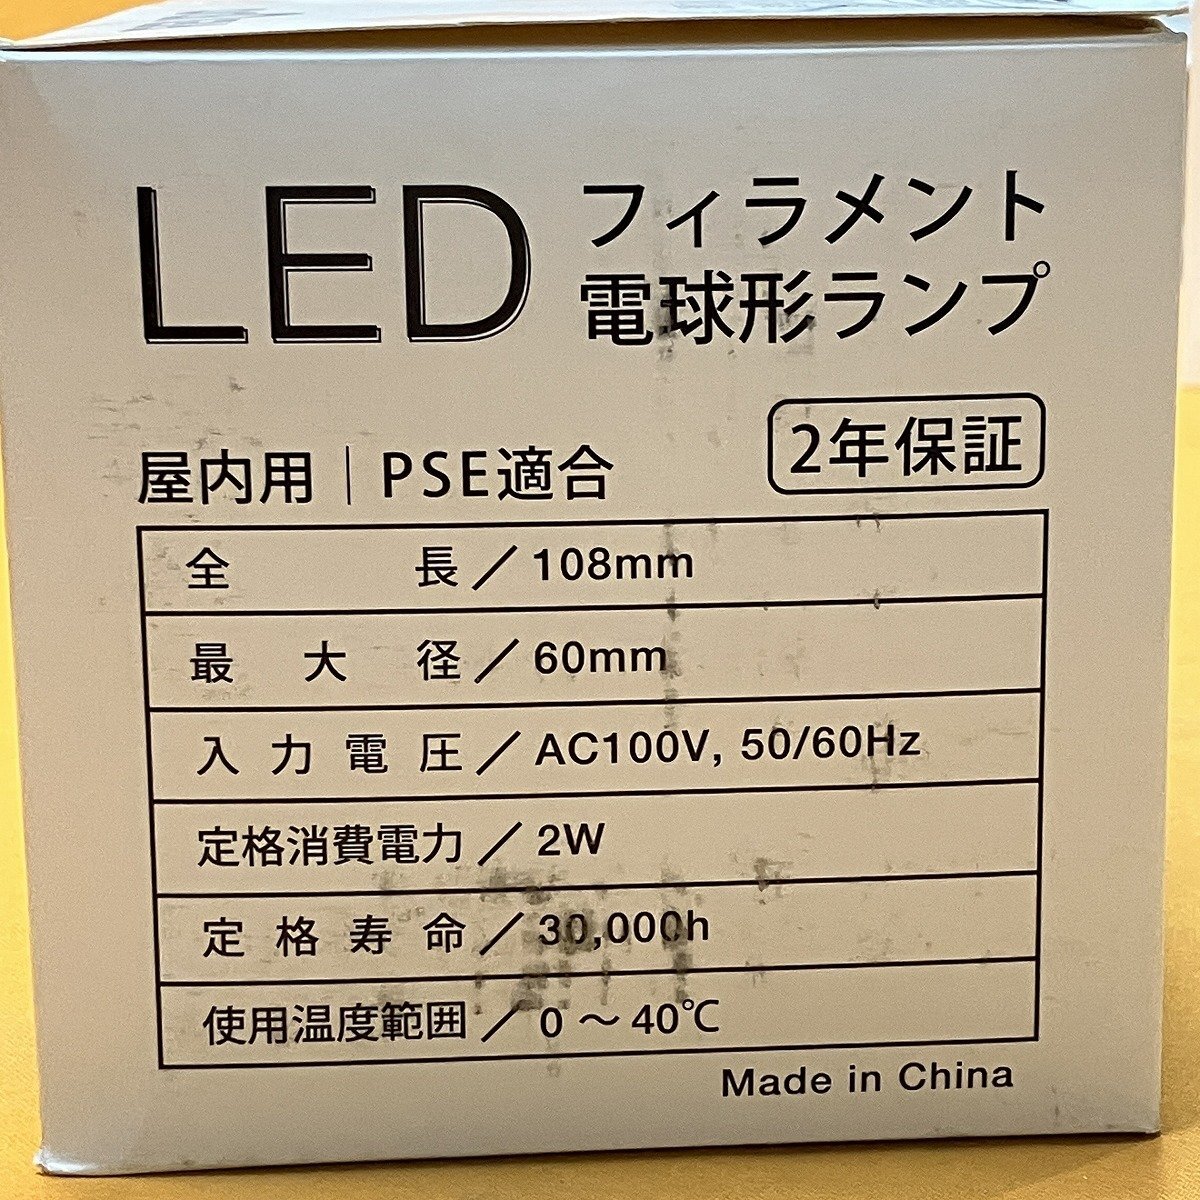 LED フィラメント
電球形ランプ
2年保証
屋内用｜PSE適合
全長／108mm
最大径／60mm
入力電圧／AC100V, 50/60Hz
定格消費電力／2W
定格寿命／30,000h
使用温度範囲／0～40℃
Made in China